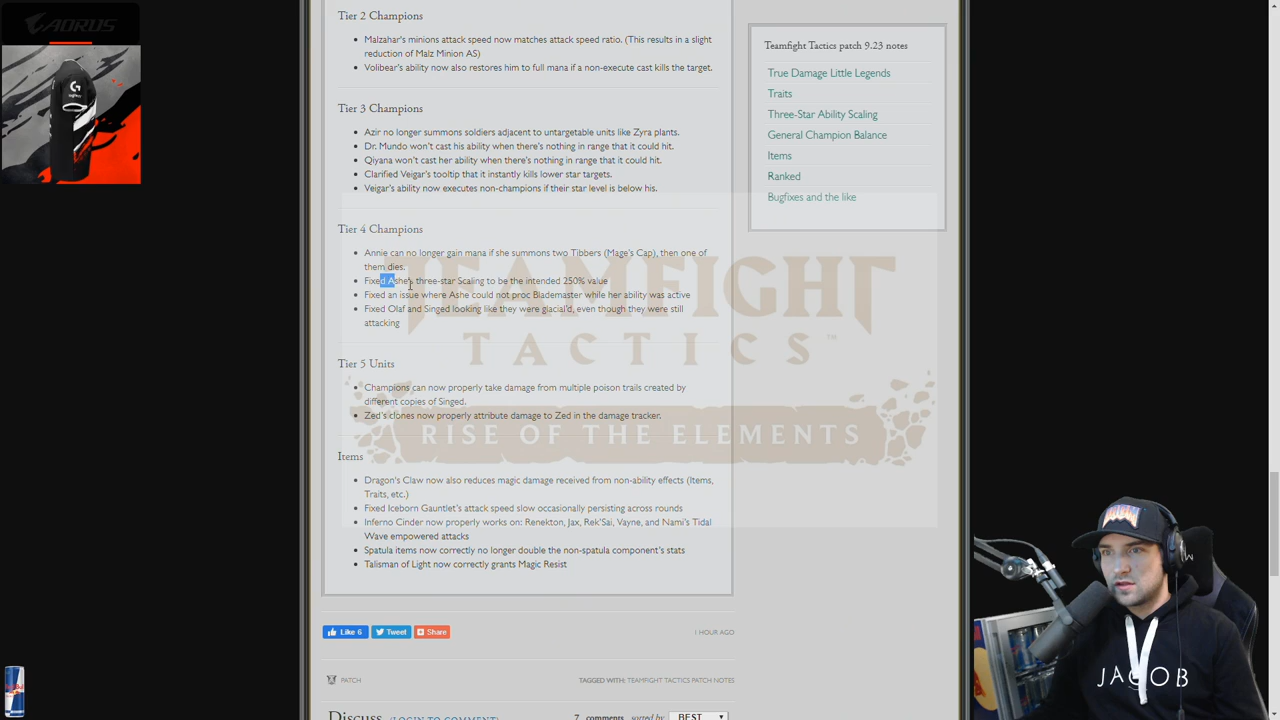 AORUS
G
Tier 2 Champions
Malzahar's minions attack speed now matches attack speed ratio. (This results in a slight
reduction of Malz Minion AS)
Volibear's ability now also restores him to full mana if a non-execute cast kills the target.
Tier 3 Champions
Azir no longer summons soldiers adjacent to untargetable units like Zyra plants.
Dr. Mundo won't cast his ability when there's nothing in range that it could hit.
Qiyana won't cast her ability when there's nothing in range that it could hit.
Clarified Veigar's tooltip that it instantly kills lower star targets.
Veigar's ability now executes non-champions if their star level is below his.
Tier 4 Champions
Annie can no longer gain mana if she summons two Tibbers (Mage's Cap), then one of
them dies.
Fixed Ashe's three-star Scaling to be the intended 250% value
Fixed an issue where Ashe could not proc Blademaster while her ability was active
Fixed Olaf and Singed looking like they were glacial'd, even though they were still
attacking
Tier 5 Units
Champions can now properly take damage from multiple poison trails created by
different copies of Singed.
Zed's clones now properly attribute damage to Zed in the damage tracker.
Items
Dragon's Claw now also reduces magic damage received from non-ability effects (Items,
Traits, etc.)
Fixed Iceborn Gauntlet's attack speed slow occasionally persisting across rounds
Inferno Cinder now properly works on: Renekton, Jax, Rek'Sai, Vayne, and Nami's Tidal
Wave empowered attacks
Spatula items now correctly no longer double the non-spatula component's stats
Talisman of Light now correctly grants Magic Resist
Like 6
Tweet
Share
1 HOUR AGO
PATCH
TAGGED WITH: TEAMFIGHT TACTICS PATCH NOTES
Discuss (LOGIN TO COMMENT)
7 comments sorted by BEST
Teamfight Tactics patch 9.23 notes
True Damage Little Legends
Traits
Three-Star Ability Scaling
General Champion Balance
Items
Ranked
Bugfixes and the like
TEAMFIGHT
TACTICS™
RISE OF THE ELEMENTS
JACOB
Red Bull